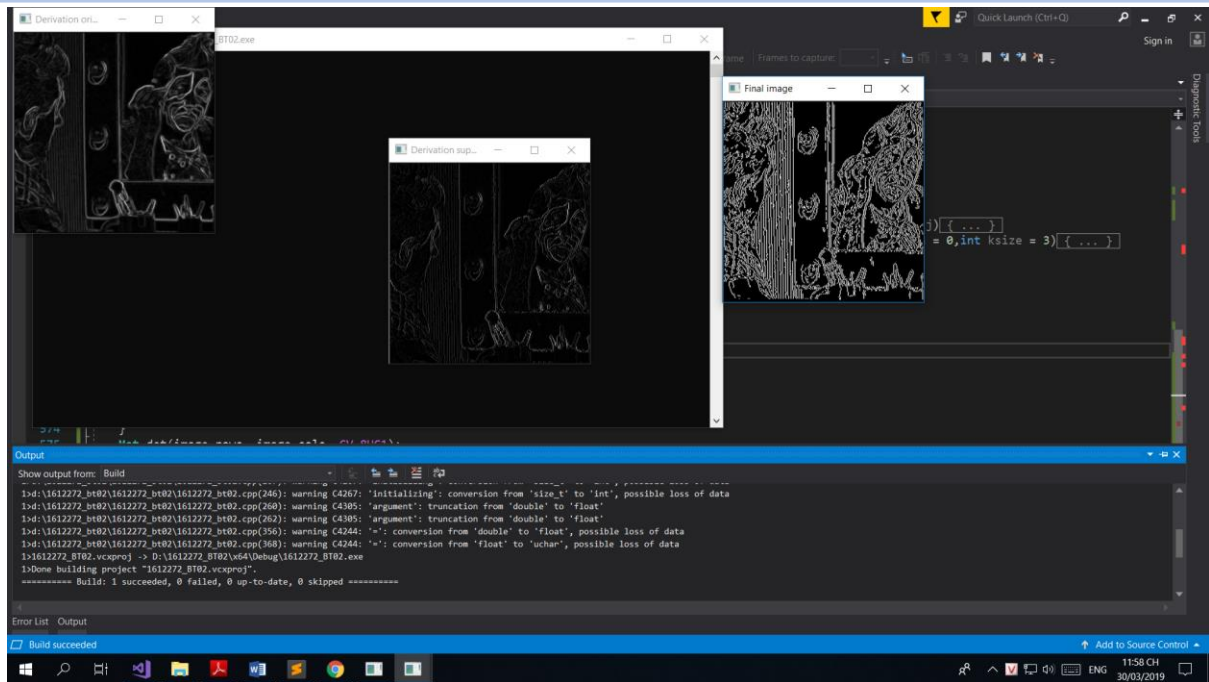 Derivation ori...
_BT02.exe
Quick Launch (Ctrl+Q)
Sign in
Frames to capture:
Diagnostic Tools
Final image
Derivation sup...
j) { ... }
= 0,int ksize = 3) { ... }
574 }
Output
Show output from: Build
1>d:\1612272_bt02\1612272_bt02\1612272_bt02.cpp(246): warning C4267: 'initializing': conversion from 'size_t' to 'int', possible loss of data
1>d:\1612272_bt02\1612272_bt02\1612272_bt02.cpp(260): warning C4305: 'argument': truncation from 'double' to 'float'
1>d:\1612272_bt02\1612272_bt02\1612272_bt02.cpp(262): warning C4305: 'argument': truncation from 'double' to 'float'
1>d:\1612272_bt02\1612272_bt02\1612272_bt02.cpp(356): warning C4244: '=': conversion from 'double' to 'float', possible loss of data
1>d:\1612272_bt02\1612272_bt02\1612272_bt02.cpp(368): warning C4244: '=': conversion from 'float' to 'uchar', possible loss of data
1>1612272_BT02.vcxproj -> D:\1612272_BT02\x64\Debug\1612272_BT02.exe
1>Done building project "1612272_BT02.vcxproj".
========== Build: 1 succeeded, 0 failed, 0 up-to-date, 0 skipped ==========
Error List Output
Build succeeded
Add to Source Control
ENG
11:58 CH
30/03/2019